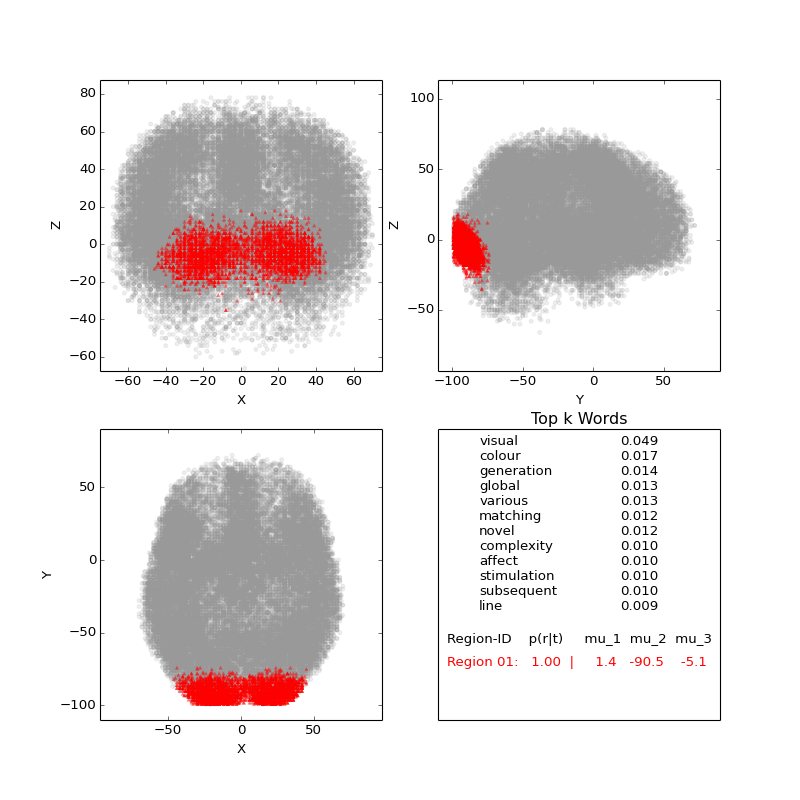 80
60
40
20
0
−20
−40
−60
Z
−60 −40 −20 0 20 40 60
X
100
50
0
−50
Z
−100 −50 0 50
Y
50
0
−50
−100
Y
−50 0 50
X
Top k Words
visual 0.049
colour 0.017
generation 0.014
global 0.013
various 0.013
matching 0.012
novel 0.012
complexity 0.010
affect 0.010
stimulation 0.010
subsequent 0.010
line 0.009
Region-ID p(r|t) mu_1 mu_2 mu_3
Region 01: 1.00 | 1.4 -90.5 -5.1